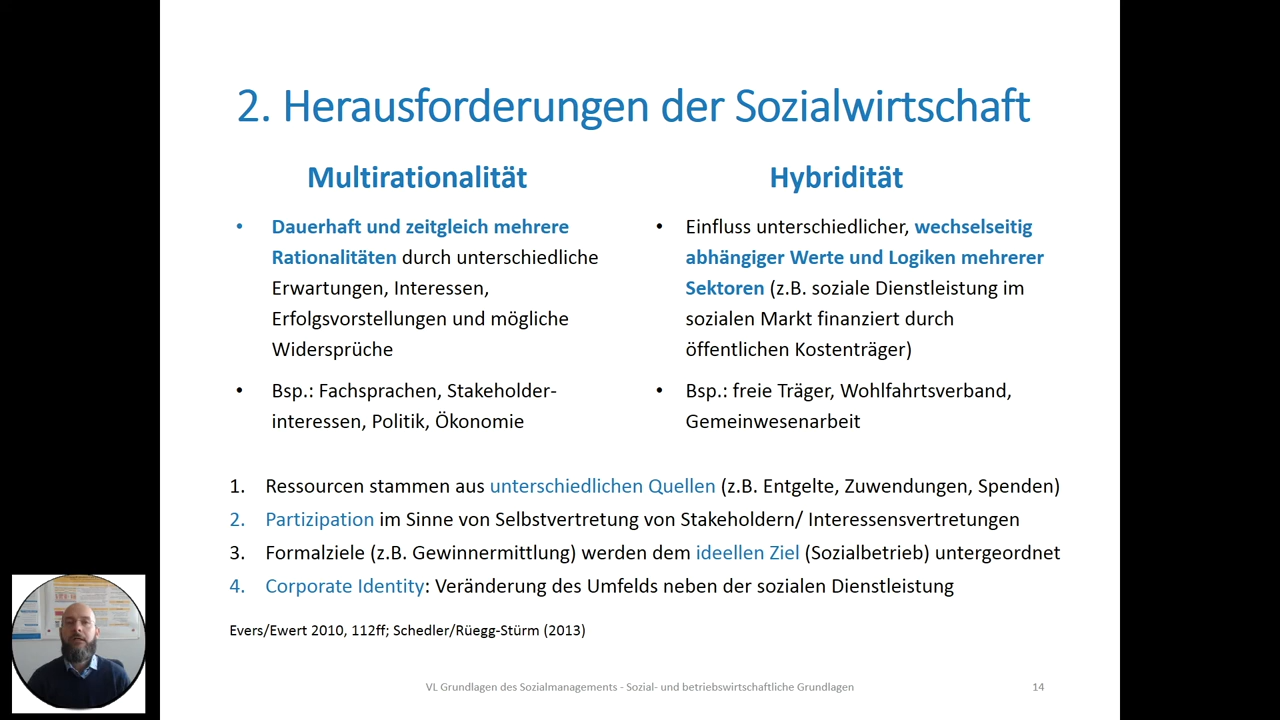 2. Herausforderungen der Sozialwirtschaft
Multirationalität
• Dauerhaft und zeitgleich mehrere
Rationalitäten durch unterschiedliche
Erwartungen, Interessen,
Erfolgsvorstellungen und mögliche
Widersprüche
• Bsp.: Fachsprachen, Stakeholder-
interessen, Politik, Ökonomie
Hybridität
• Einfluss unterschiedlicher, wechselseitig
abhängiger Werte und Logiken mehrerer
Sektoren (z.B. soziale Dienstleistung im
sozialen Markt finanziert durch
öffentlichen Kostenträger)
• Bsp.: freie Träger, Wohlfahrtsverband,
Gemeinwesenarbeit
1. Ressourcen stammen aus unterschiedlichen Quellen (z.B. Entgelte, Zuwendungen, Spenden)
2. Partizipation im Sinne von Selbstvertretung von Stakeholdern/ Interessensvertretungen
3. Formalziele (z.B. Gewinnermittlung) werden dem ideellen Ziel (Sozialbetrieb) untergeordnet
4. Corporate Identity: Veränderung des Umfelds neben der sozialen Dienstleistung
Evers/Ewert 2010, 112ff; Schedler/Rüegg-Stürm (2013)
VL Grundlagen des Sozialmanagements - Sozial- und betriebswirtschaftliche Grundlagen
14